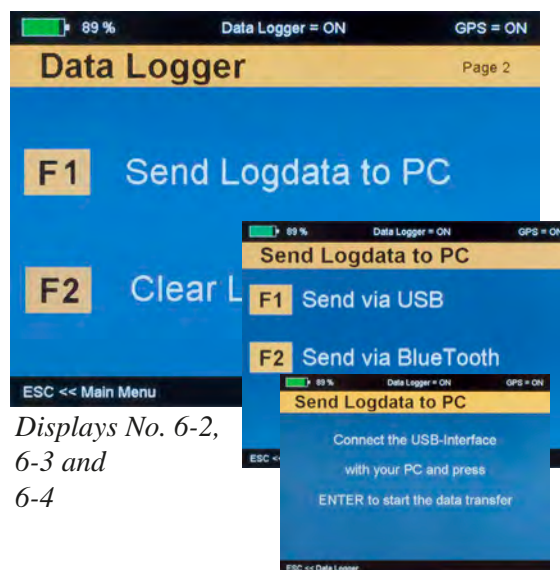 89 % Data Logger = ON GPS = ON
Data Logger Page 2
F1 Send Logdata to PC
F2 Clear L
ESC << Main Menu
89 % Data Logger = ON GPS = ON
Send Logdata to PC
F1 Send via USB
F2 Send via BlueTooth
ESC <<
89 % Data Logger = ON GPS = ON
Send Logdata to PC
Connect the USB-Interface
with your PC and press
ENTER to start the data transfer
ESC << Data Logger
Displays No. 6-2,
6-3 and
6-4